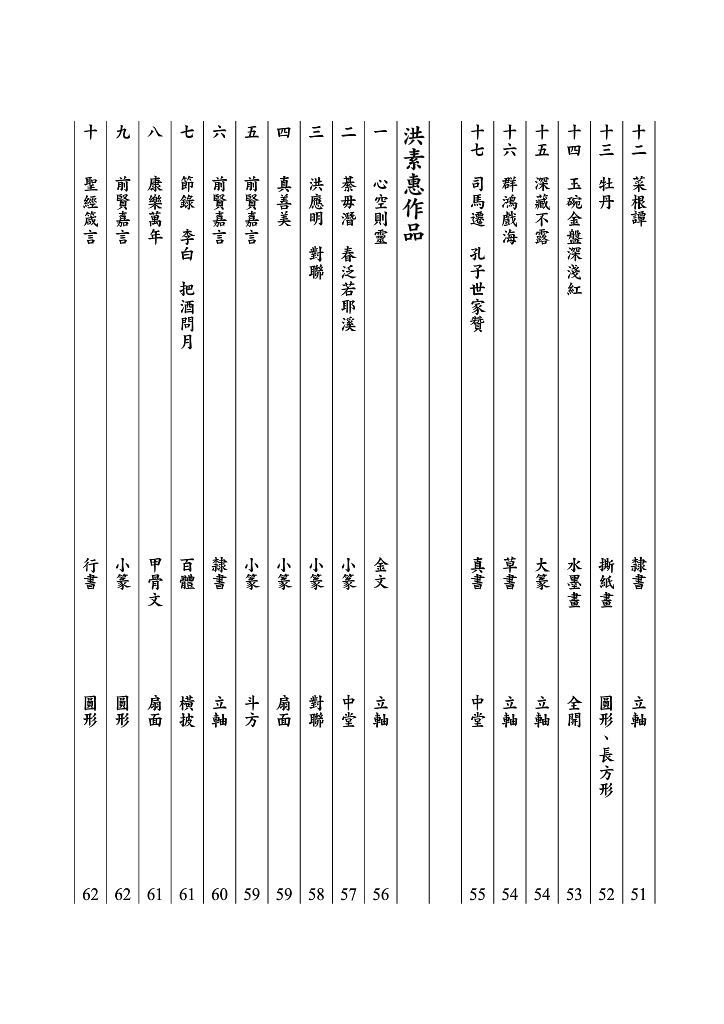 十二 菜根譚 隸書 立軸 51
十三 牡丹 撕紙畫 圓形、長方形 52
十四 玉碗金盤深淺紅 水墨畫 全開 53
十五 深藏不露 大篆 立軸 54
十六 群鴻戲海 草書 立軸 54
十七 司馬遷 孔子世家贊 真書 中堂 55
洪素惠作品
一 心空則靈 金文 立軸 56
二 綦毋潛 春泛若耶溪 小篆 中堂 57
三 洪應明 對聯 小篆 對聯 58
四 真善美 小篆 扇面 59
五 前賢嘉言 小篆 斗方 59
六 前賢嘉言 隸書 立軸 60
七 節錄 李白 把酒問月 百體 橫披 61
八 康樂萬年 甲骨文 扇面 61
九 前賢嘉言 小篆 圓形 62
十 聖經箴言 行書 圓形 62